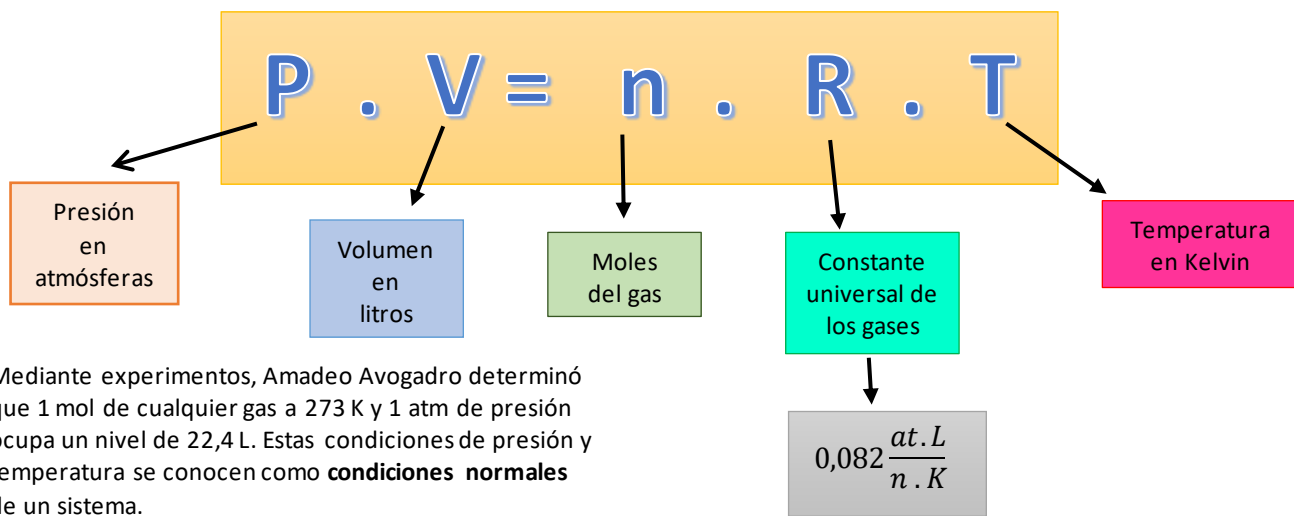 P . V = n . R . T
Presión
en
atmósferas
Volumen
en
litros
Moles
del gas
Constante
universal de
los gases
Temperatura
en Kelvin
Mediante experimentos, Amadeo Avogadro determinó
que 1 mol de cualquier gas a 273 K y 1 atm de presión
ocupa un nivel de 22,4 L. Estas condiciones de presión y
temperatura se conocen como condiciones normales
de un sistema.
0,082 at.L / n . K